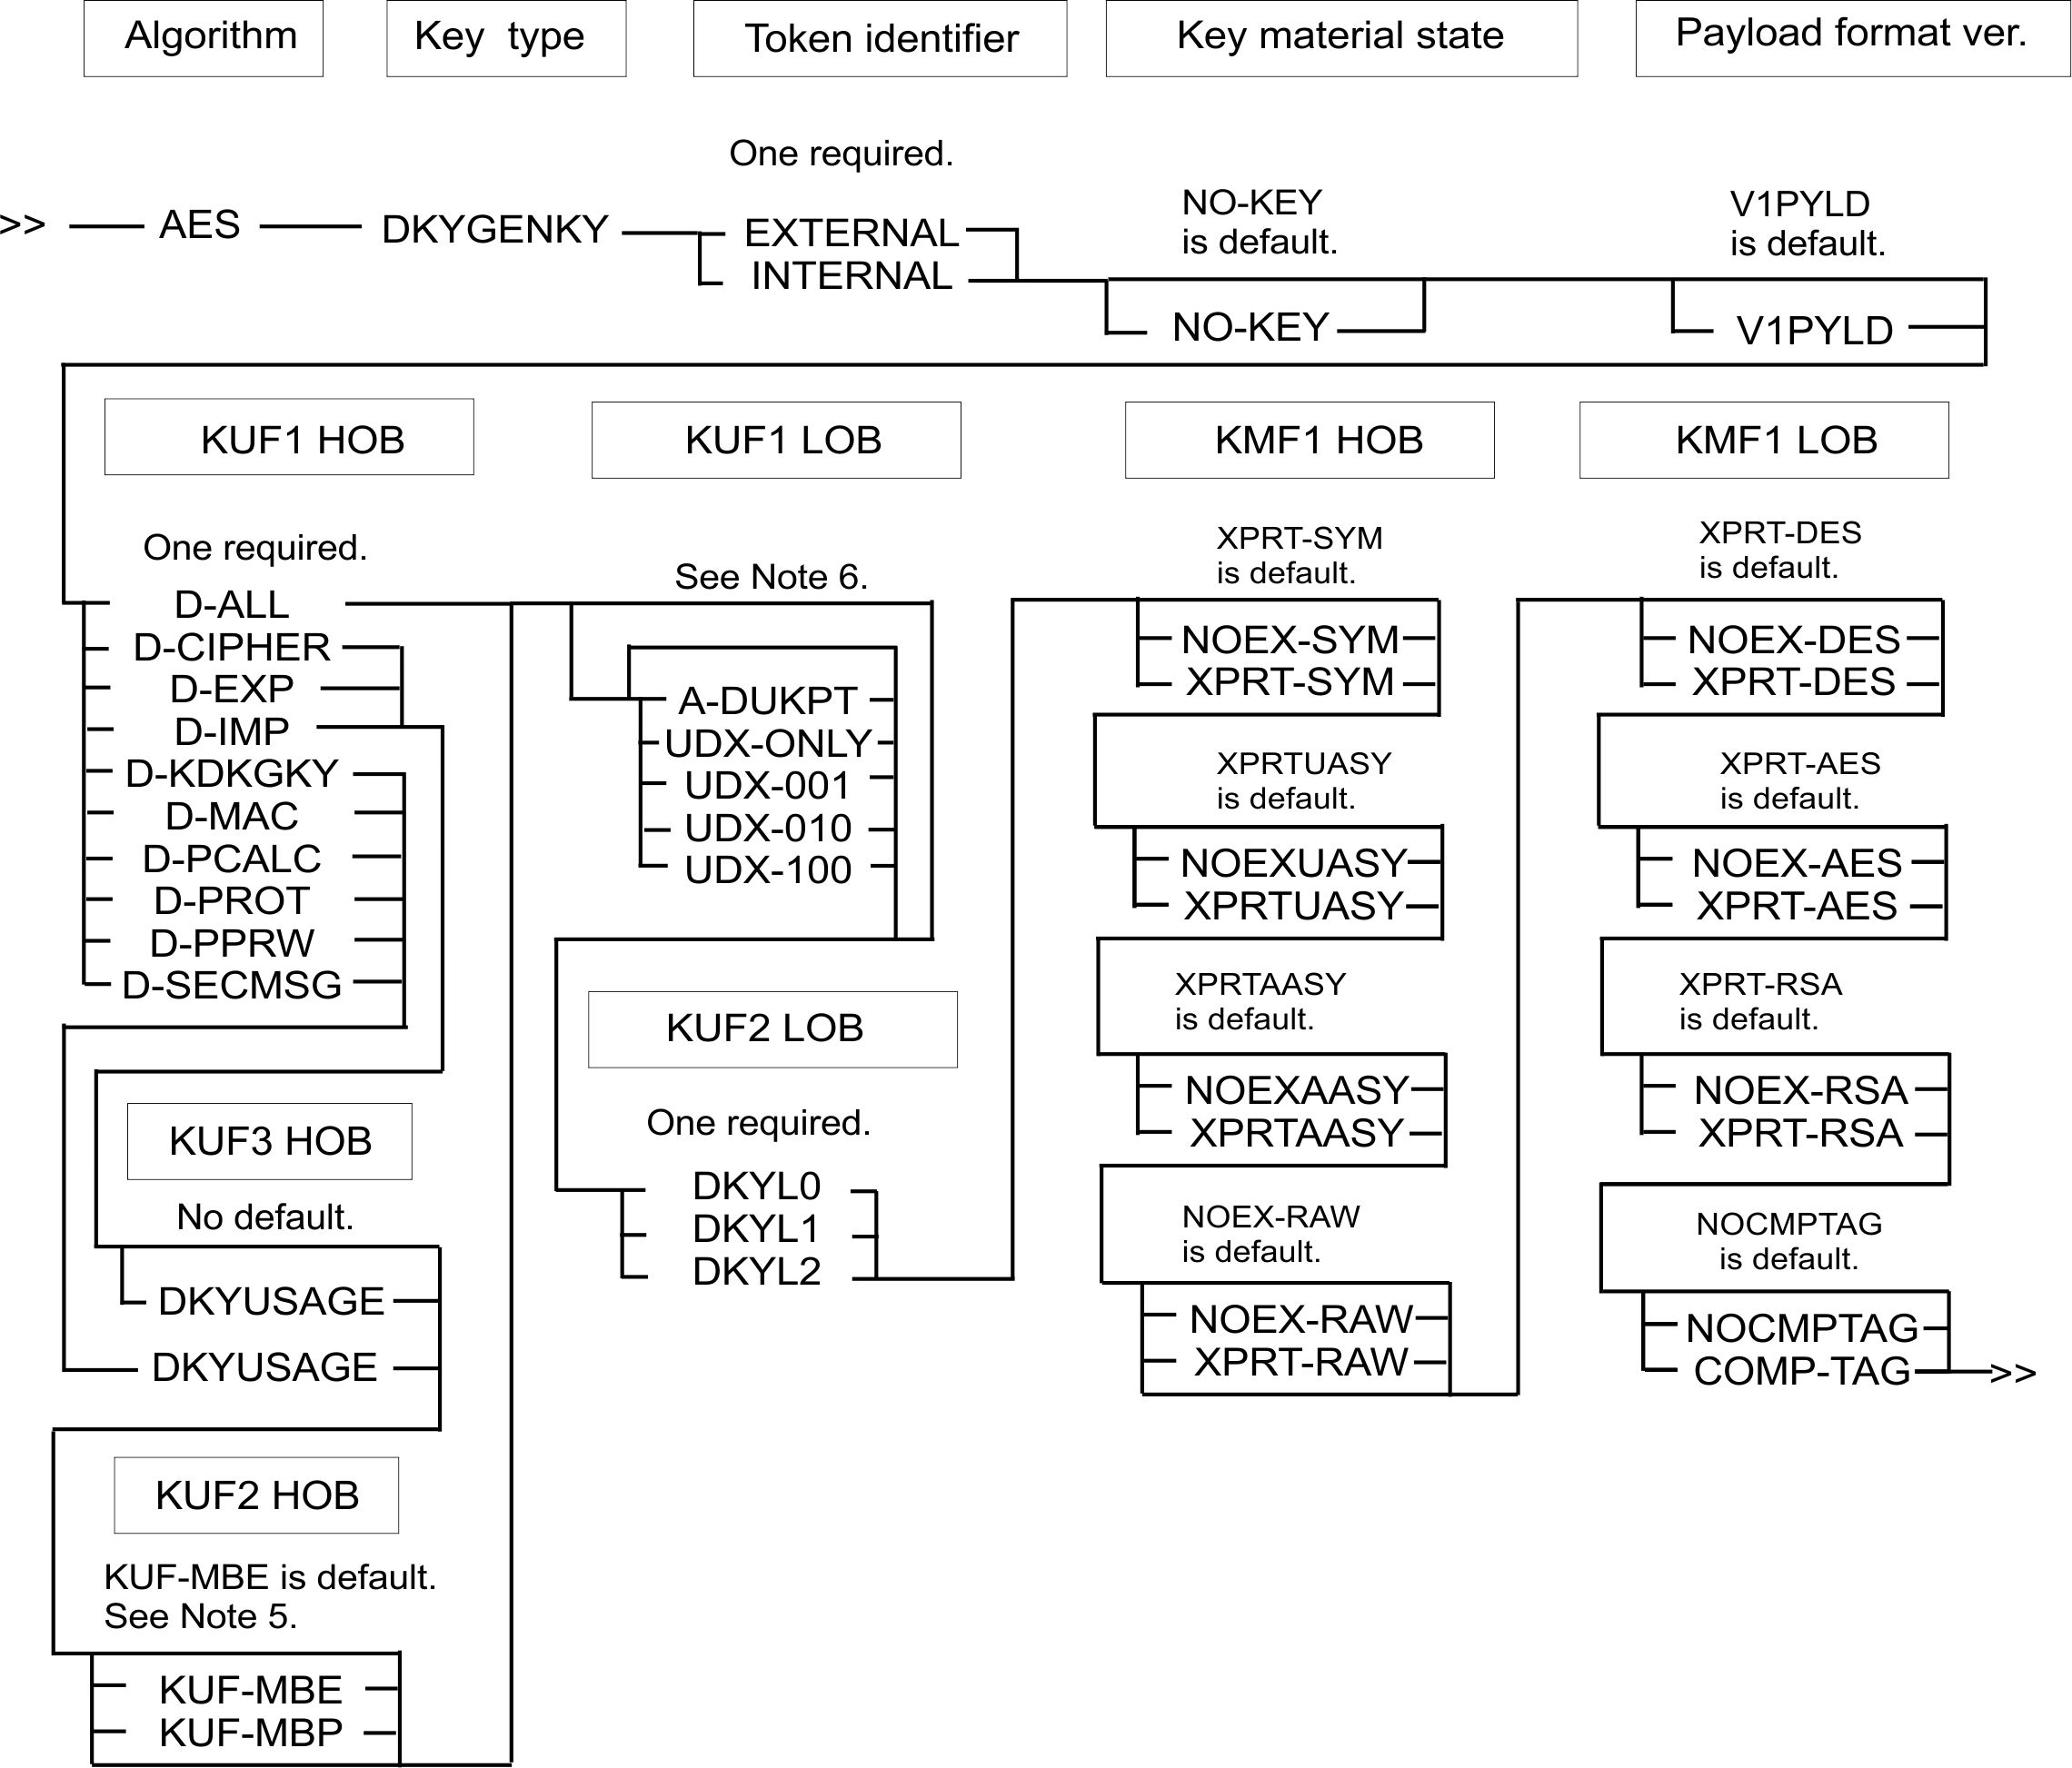 Algorithm
Key type
Token identifier
Key material state
Payload format ver.
One required.
NO-KEY
is default.
V1PYLD
is default.
>>
AES
DKYGENKY
EXTERNAL
INTERNAL
NO-KEY
V1PYLD
KUF1 HOB
KUF1 LOB
KMF1 HOB
KMF1 LOB
One required.
D-ALL
D-CIPHER
D-EXP
D-IMP
D-KDKGKY
D-MAC
D-PCALC
D-PROT
D-PPRW
D-SECMSG
KUF3 HOB
No default.
DKYUSAGE
DKYUSAGE
KUF2 HOB
KUF-MBE is default.
See Note 5.
KUF-MBE
KUF-MBP
See Note 6.
A-DUKPT
UDX-ONLY
UDX-001
UDX-010
UDX-100
KUF2 LOB
One required.
DKYL0
DKYL1
DKYL2
XPRT-SYM
is default.
NOEX-SYM
XPRT-SYM
XPRTUASY
is default.
NOEXUASY
XPRTUASY
XPRTAASY
is default.
NOEXAASY
XPRTAASY
NOEX-RAW
is default.
NOEX-RAW
XPRT-RAW
XPRT-DES
is default.
NOEX-DES
XPRT-DES
XPRT-AES
is default.
NOEX-AES
XPRT-AES
XPRT-RSA
is default.
NOEX-RSA
XPRT-RSA
NOCMPTAG
is default.
NOCMPTAG
COMP-TAG
>>